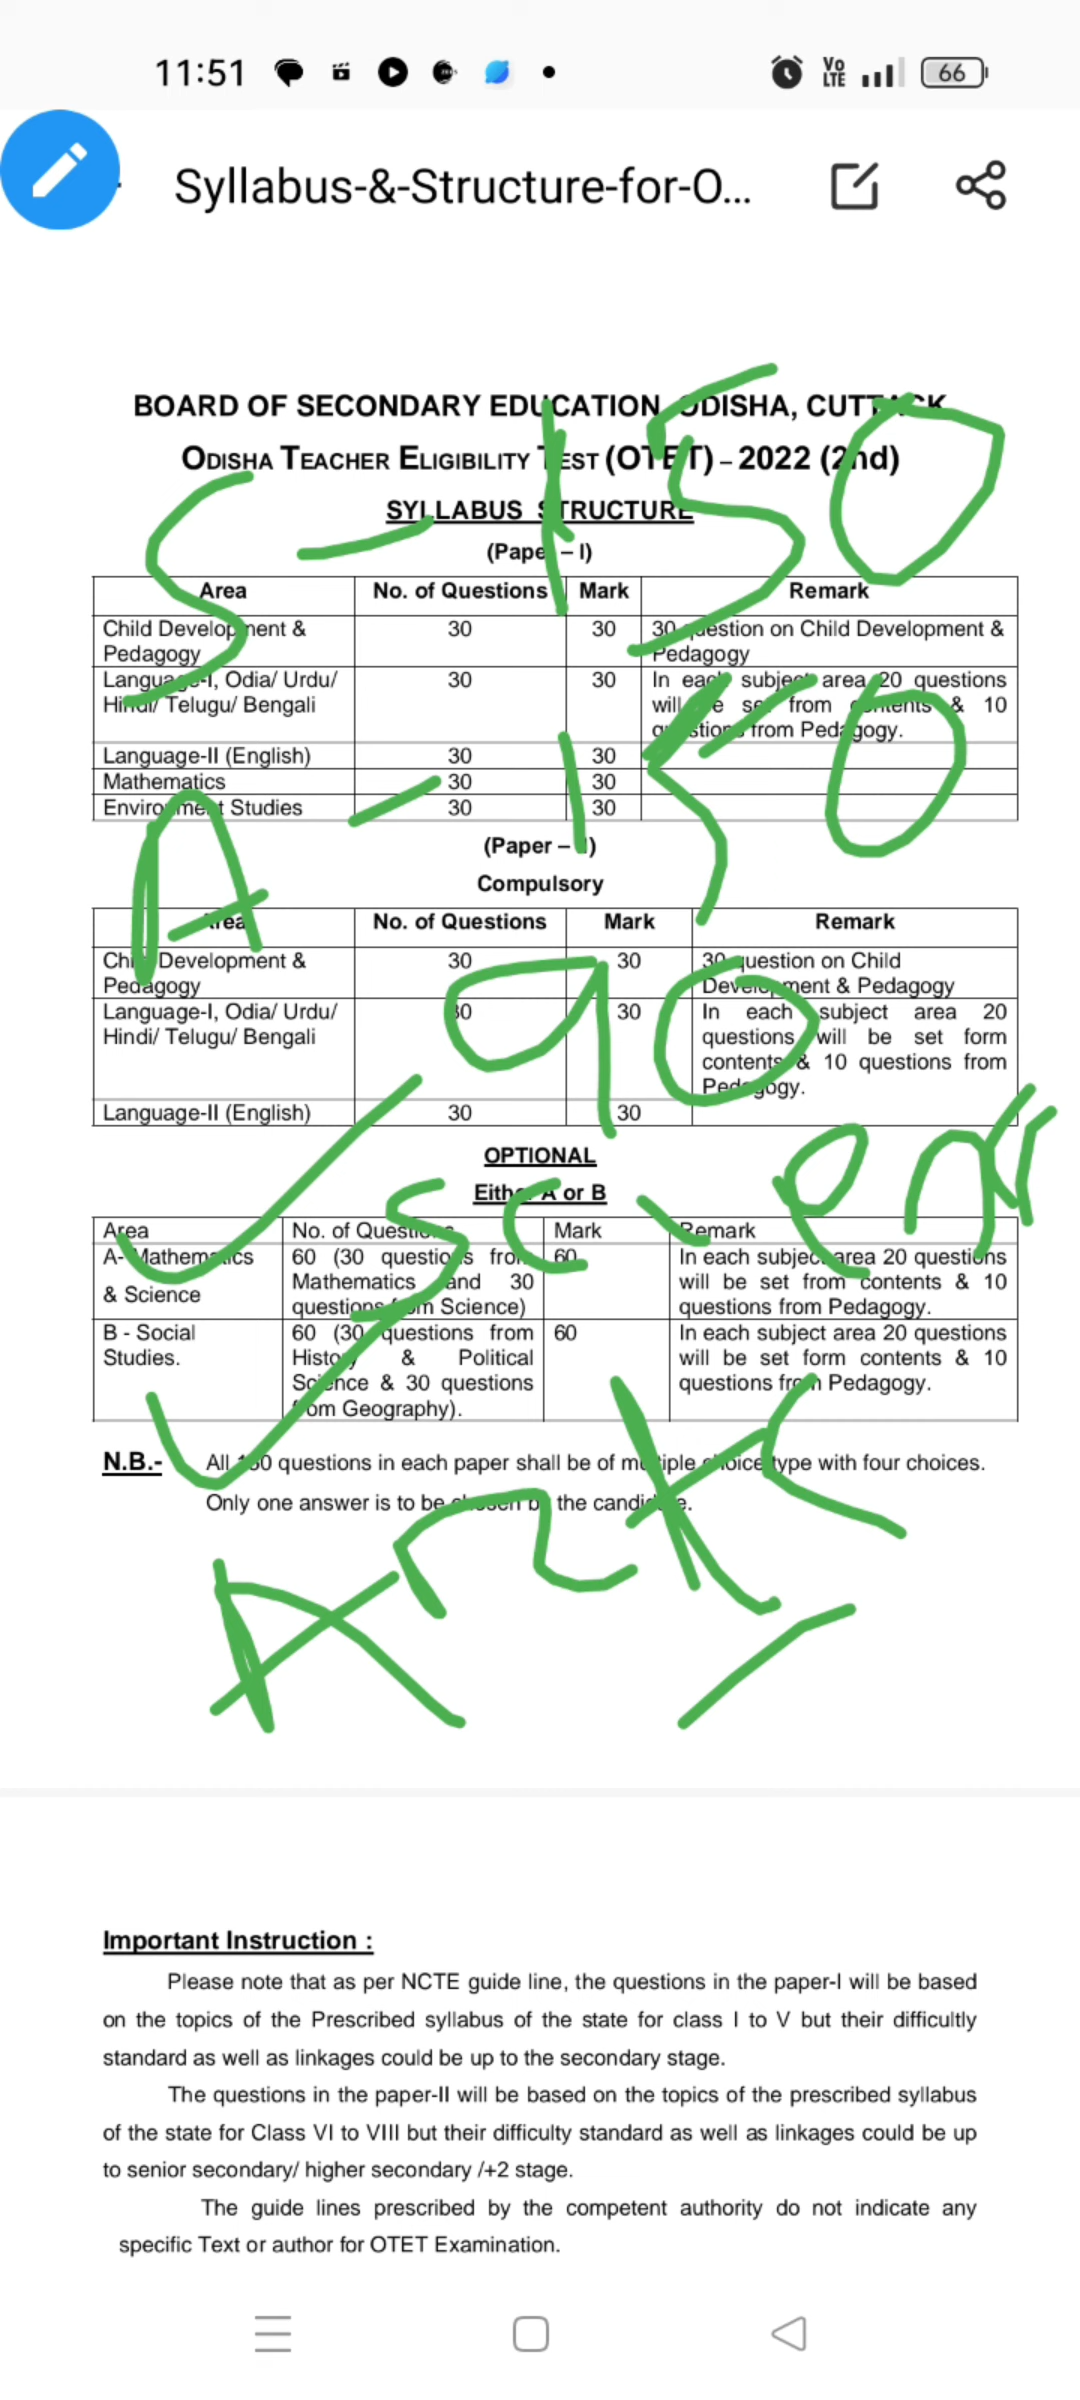 11:51
Vo LTE 66
Syllabus-&-Structure-for-O...
BOARD OF SECONDARY EDUCATION, ODISHA, CUTTACK
ODISHA TEACHER ELIGIBILITY TEST (OTET) – 2022 (2nd)
SYLLABUS STRUCTURE
(Paper – I)
Area No. of Questions Mark Remark
Child Development & Pedagogy 30 30 30 question on Child Development & Pedagogy
Language-I, Odia/ Urdu/ Hindi/ Telugu/ Bengali 30 30 In each subject area 20 questions will be set from contents & 10 questions from Pedagogy.
Language-II (English) 30 30
Mathematics 30 30
Environment Studies 30 30
(Paper – II)
Compulsory
Area No. of Questions Mark Remark
Child Development & Pedagogy 30 30 30 question on Child Development & Pedagogy
Language-I, Odia/ Urdu/ Hindi/ Telugu/ Bengali 30 30 In each subject area 20 questions will be set form contents & 10 questions from Pedagogy.
Language-II (English) 30 30
OPTIONAL
Either A or B
Area No. of Questions Mark Remark
A- Mathematics & Science 60 (30 questions from Mathematics and 30 questions from Science) 60 In each subject area 20 questions will be set from contents & 10 questions from Pedagogy.
B - Social Studies. 60 (30 questions from History & Political Science & 30 questions from Geography). 60 In each subject area 20 questions will be set form contents & 10 questions from Pedagogy.
N.B.- All 150 questions in each paper shall be of multiple choice type with four choices.
Only one answer is to be chosen by the candidate.
S - 150
A - 150
90
Important Instruction :
Please note that as per NCTE guide line, the questions in the paper-I will be based
on the topics of the Prescribed syllabus of the state for class I to V but their difficultly
standard as well as linkages could be up to the secondary stage.
The questions in the paper-II will be based on the topics of the prescribed syllabus
of the state for Class VI to VIII but their difficulty standard as well as linkages could be up
to senior secondary/ higher secondary /+2 stage.
The guide lines prescribed by the competent authority do not indicate any
specific Text or author for OTET Examination.